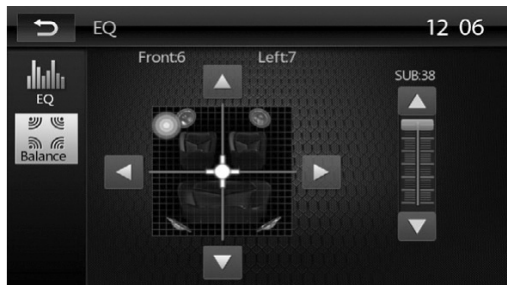 EQ
12 06
Front:6
Left:7
SUB:38
EQ
Balance